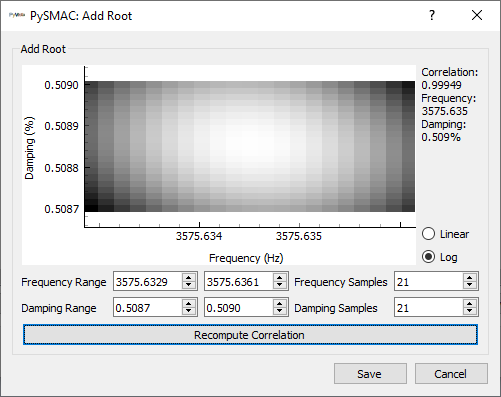 PySMAC: Add Root
Add Root
Correlation:
0.99949
Frequency:
3575.635
Damping:
0.509%
Damping (%)
0.5090
0.5089
0.5088
0.5087
3575.634 3575.635
Frequency (Hz)
Linear
Log
Frequency Range 3575.6329 3575.6361 Frequency Samples 21
Damping Range 0.5087 0.5090 Damping Samples 21
Recompute Correlation
Save Cancel